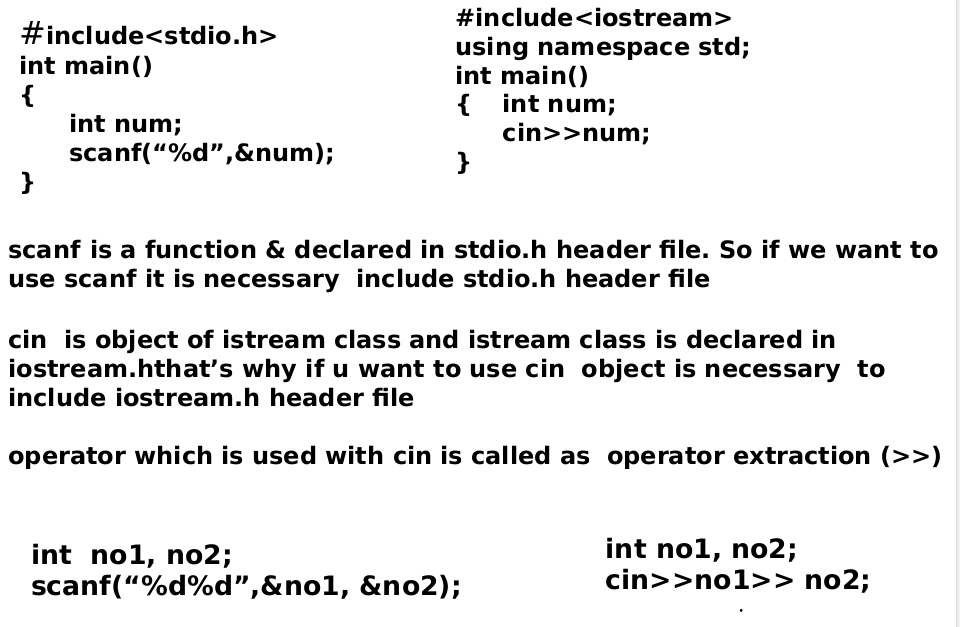 #include<stdio.h>
int main()
{
int num;
scanf(“%d”,&num);
}
#include<iostream>
using namespace std;
int main()
{ int num;
cin>>num;
}
scanf is a function & declared in stdio.h header file. So if we want to
use scanf it is necessary include stdio.h header file
cin is object of istream class and istream class is declared in
iostream.hthat’s why if u want to use cin object is necessary to
include iostream.h header file
operator which is used with cin is called as operator extraction (>>)
int no1, no2;
scanf(“%d%d”,&no1, &no2);
int no1, no2;
cin>>no1>> no2;